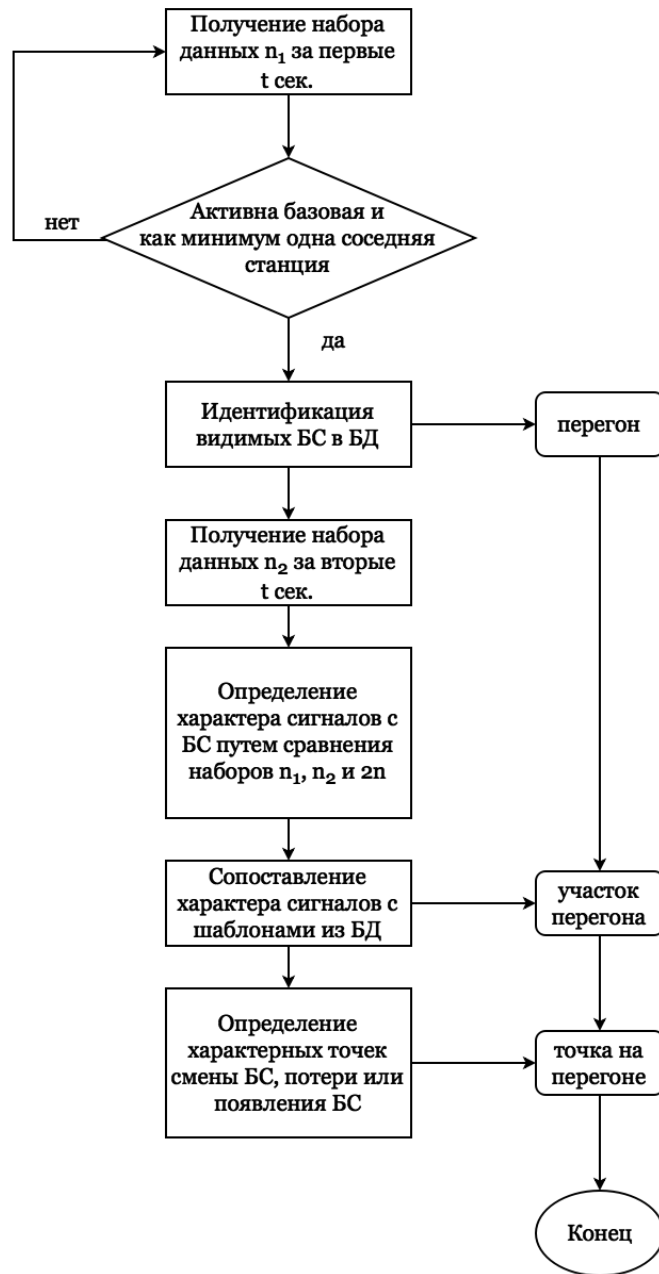 Получение набора
данных n₁ за первые
t сек.
Активна базовая и
как минимум одна соседняя
станция
нет
да
Идентификация
видимых БС в БД
перегон
Получение набора
данных n₂ за вторые
t сек.
Определение
характера сигналов с
БС путем сравнения
наборов n₁, n₂ и 2n
Сопоставление
характера сигналов с
шаблонами из БД
участок
перегона
Определение
характерных точек
смены БС, потери или
появления БС
точка на
перегоне
Конец